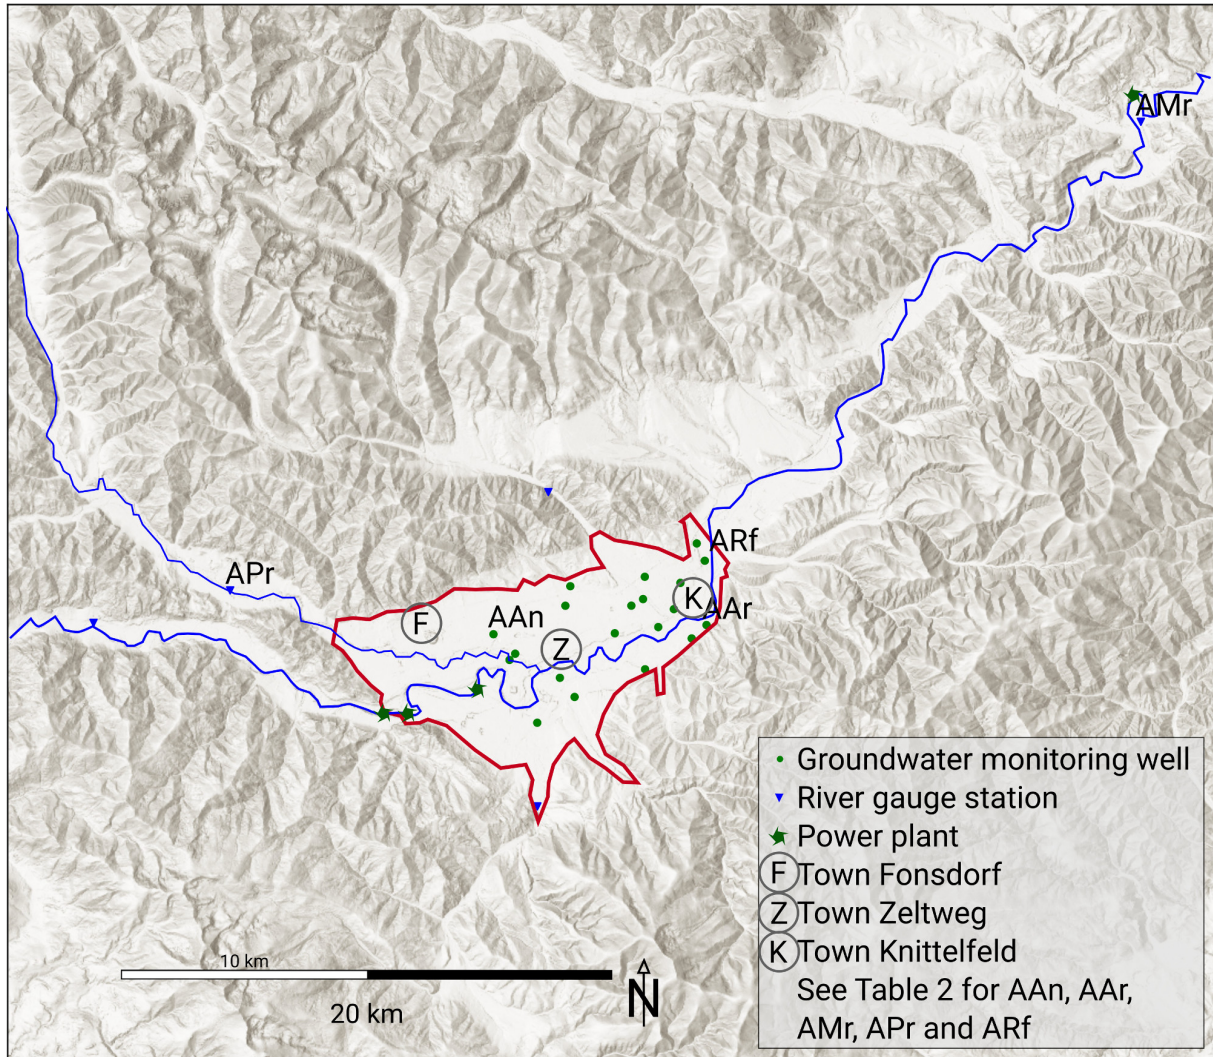 AMr
ARf
APr
K
AAr
F
AAn
Z
Groundwater monitoring well
River gauge station
Power plant
F Town Fonsdorf
Z Town Zeltweg
K Town Knittelfeld
See Table 2 for AAn, AAr,
AMr, APr and ARf
10 km
20 km
N